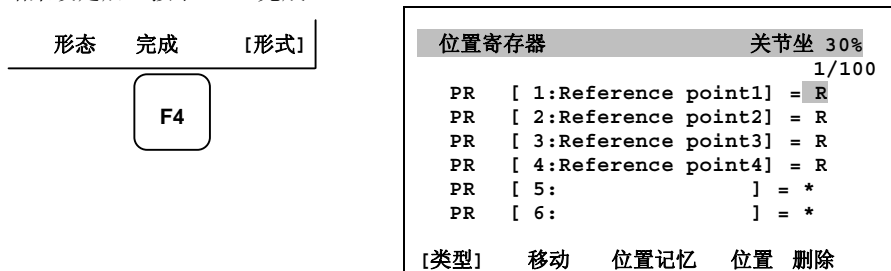 形态 完成 [形式]
F4
位置寄存器 关节坐 30%
1/100
PR [ 1:Reference point1] = R
PR [ 2:Reference point2] = R
PR [ 3:Reference point3] = R
PR [ 4:Reference point4] = R
PR [ 5: ] = *
PR [ 6: ] = *
[类型] 移动 位置记忆 位置 删除